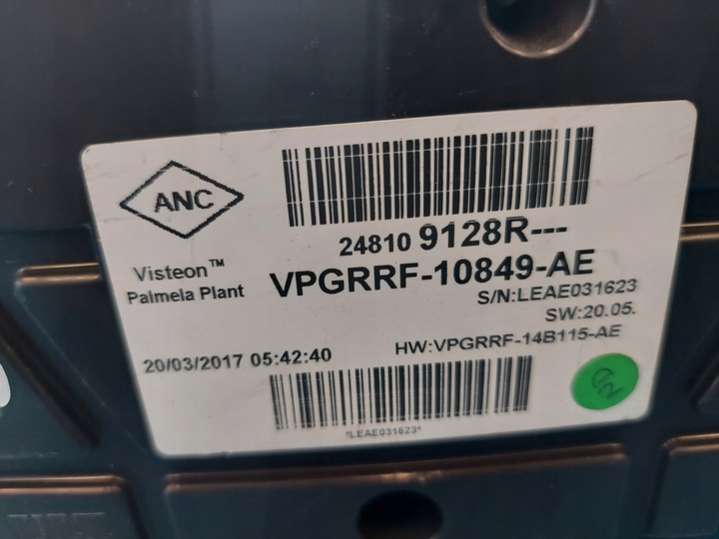 ANC
Visteon™
Palmela Plant
24810 9128R---
VPGRRF-10849-AE
S/N:LEAE031623
SW:20.05.
HW:VPGRRF-14B115-AE
20/03/2017 05:42:40
*LEAE031623*